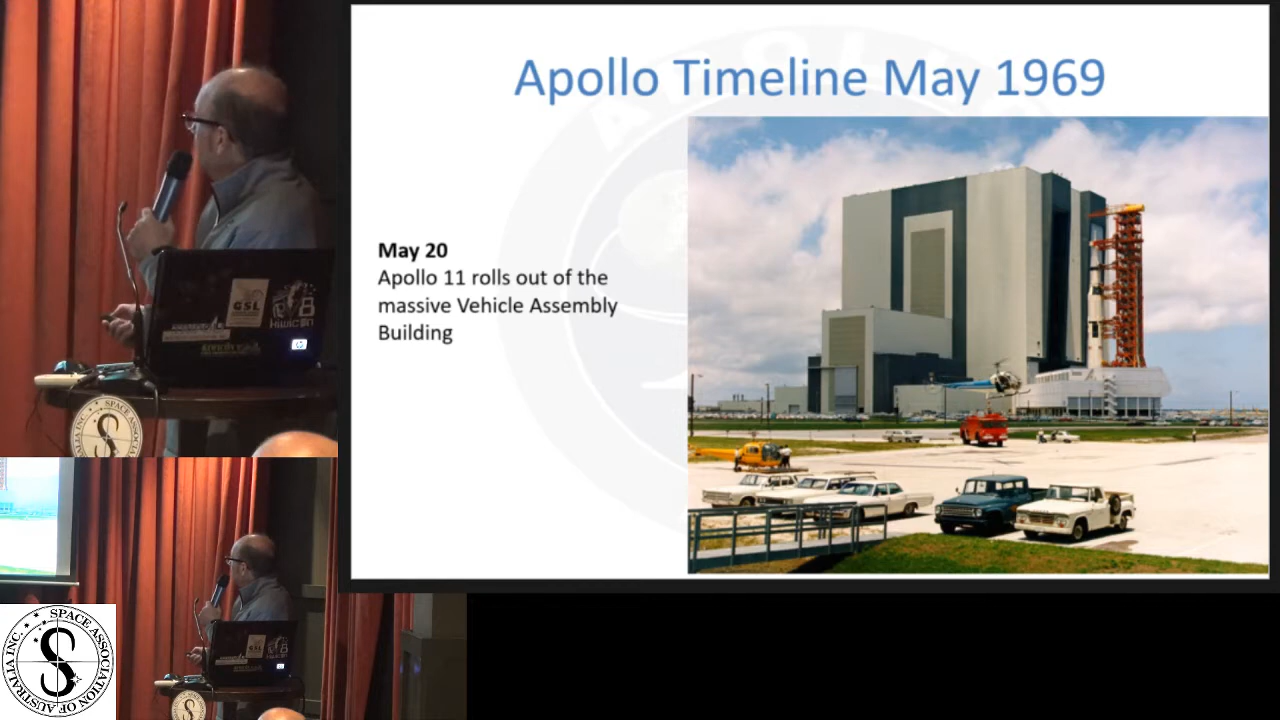 Apollo Timeline May 1969
May 20
Apollo 11 rolls out of the
massive Vehicle Assembly
Building
GSL
SPACE ASSOCIATION OF AUSTRALIA INC.
S